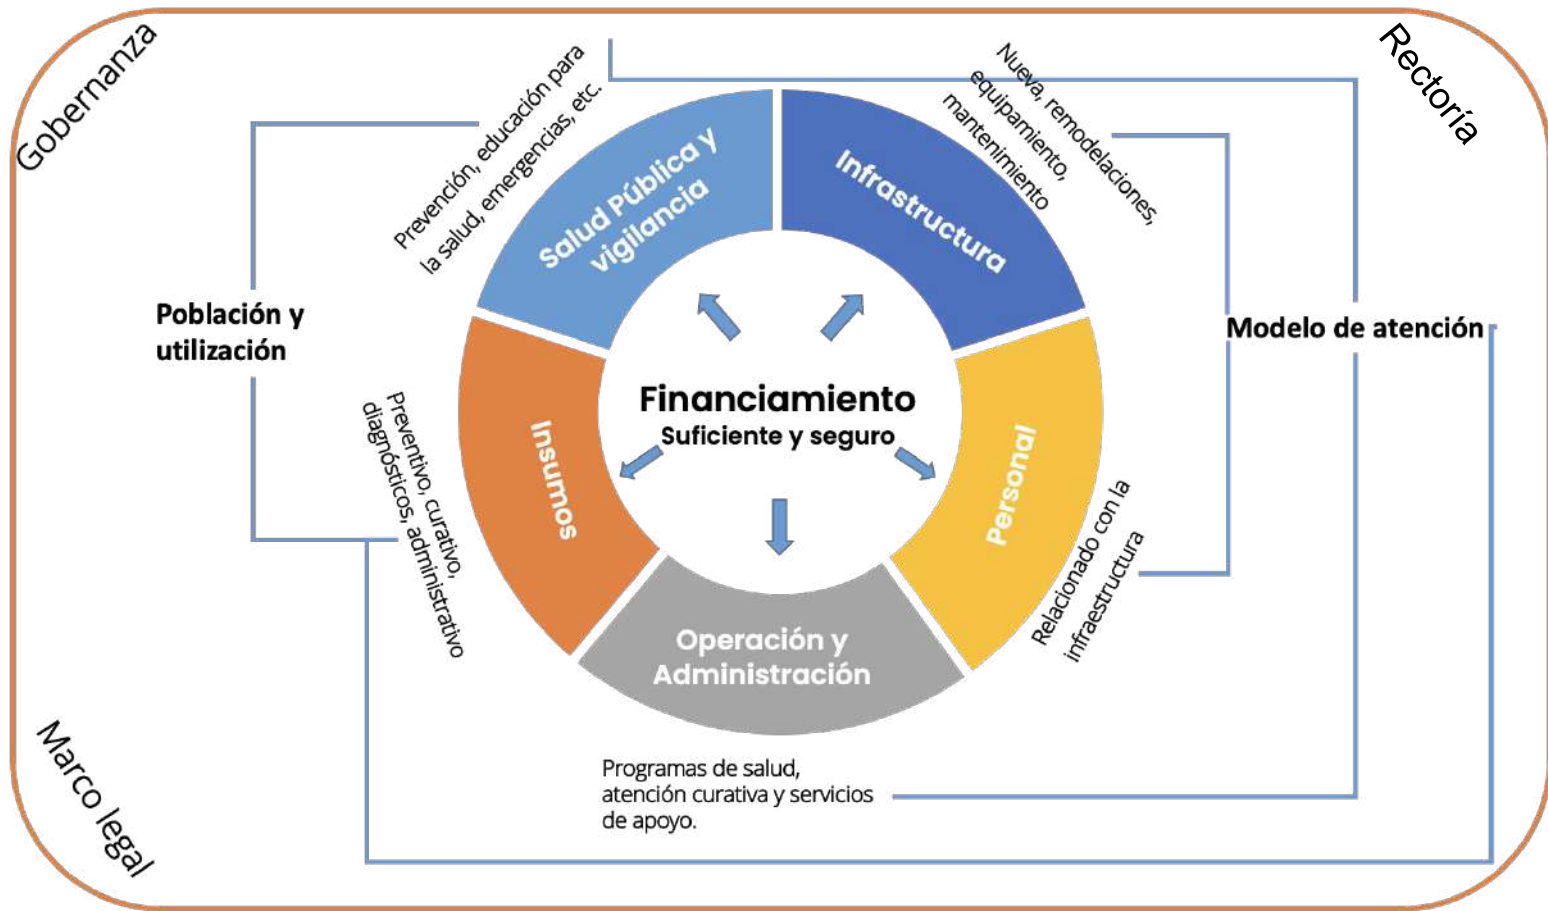 Gobernanza
Rectoría
Prevención, educación para
la salud, emergencias, etc.
Nueva, remodelaciones,
equipamiento,
mantenimiento
Salud Pública y
vigilancia
Infrastructura
Población y
utilización
Modelo de atención
Financiamiento
Suficiente y seguro
Preventivo, curativo,
diagnósticos, administrativo
Insumos
Personal
Relacionado con la
infraestructura
Operación y
Administración
Programas de salud,
atención curativa y servicios
de apoyo.
Marco legal